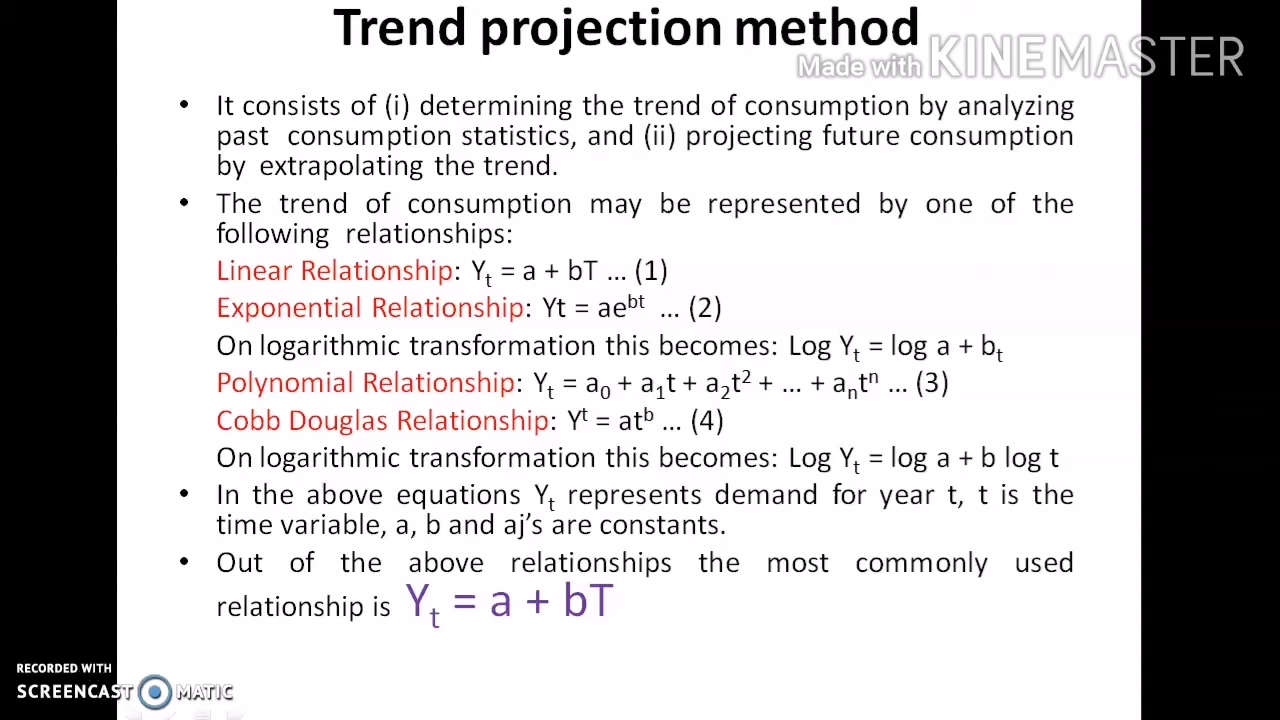 Trend projection method
Made with KINEMASTER
• It consists of (i) determining the trend of consumption by analyzing
past consumption statistics, and (ii) projecting future consumption
by extrapolating the trend.
• The trend of consumption may be represented by one of the
following relationships:
Linear Relationship: Yₜ = a + bT ... (1)
Exponential Relationship: Yt = aeᵇᵗ ... (2)
On logarithmic transformation this becomes: Log Yₜ = log a + bₜ
Polynomial Relationship: Yₜ = a₀ + a₁t + a₂t² + ... + aₙtⁿ ... (3)
Cobb Douglas Relationship: Yᵗ = atᵇ ... (4)
On logarithmic transformation this becomes: Log Yₜ = log a + b log t
• In the above equations Yₜ represents demand for year t, t is the
time variable, a, b and aj’s are constants.
• Out of the above relationships the most commonly used
relationship is Yₜ = a + bT
RECORDED WITH
SCREENCAST MATIC